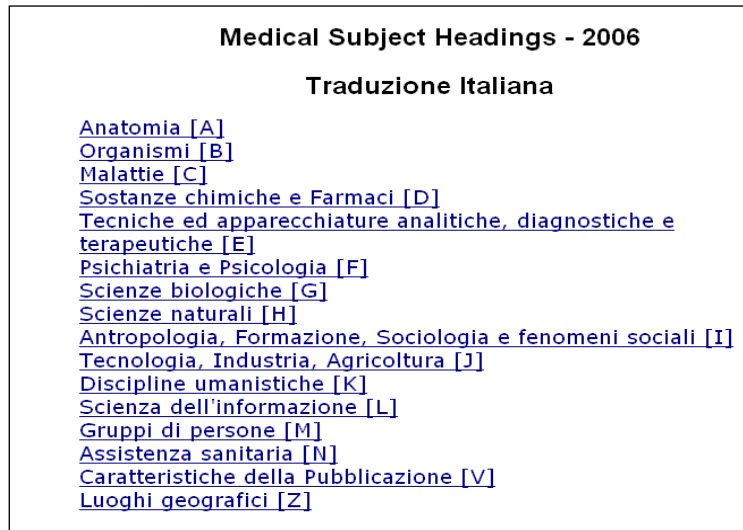 Medical Subject Headings - 2006
Traduzione Italiana
Anatomia [A]
Organismi [B]
Malattie [C]
Sostanze chimiche e Farmaci [D]
Tecniche ed apparecchiature analitiche, diagnostiche e
terapeutiche [E]
Psichiatria e Psicologia [F]
Scienze biologiche [G]
Scienze naturali [H]
Antropologia, Formazione, Sociologia e fenomeni sociali [I]
Tecnologia, Industria, Agricoltura [J]
Discipline umanistiche [K]
Scienza dell'informazione [L]
Gruppi di persone [M]
Assistenza sanitaria [N]
Caratteristiche della Pubblicazione [V]
Luoghi geografici [Z]